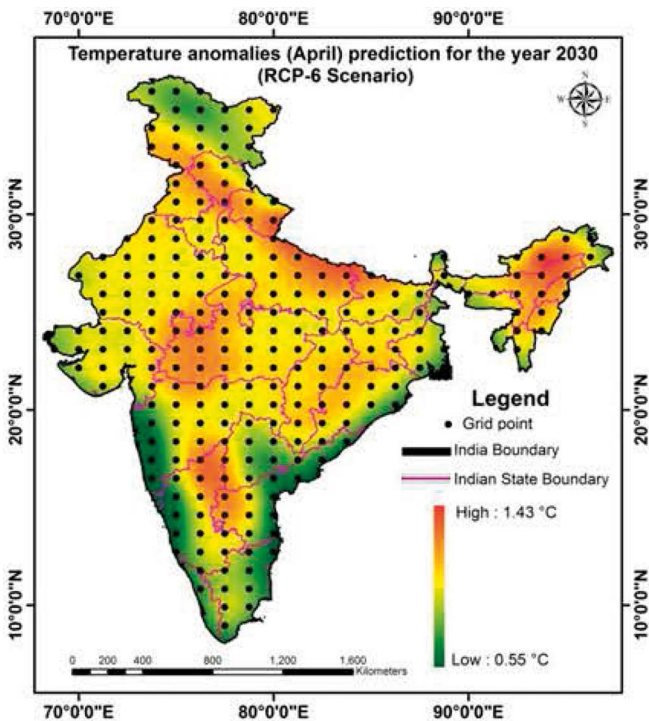 70°0'0"E 80°0'0"E 90°0'0"E
Temperature anomalies (April) prediction for the year 2030
(RCP-6 Scenario)
N
W E
S
30°0'0"N 30°0'0"N
20°0'0"N 20°0'0"N
10°0'0"N 10°0'0"N
Legend
Grid point
India Boundary
Indian State Boundary
High : 1.43 °C
Low : 0.55 °C
0 200 400 800 1,200 1,600
Kilometers
70°0'0"E 80°0'0"E 90°0'0"E